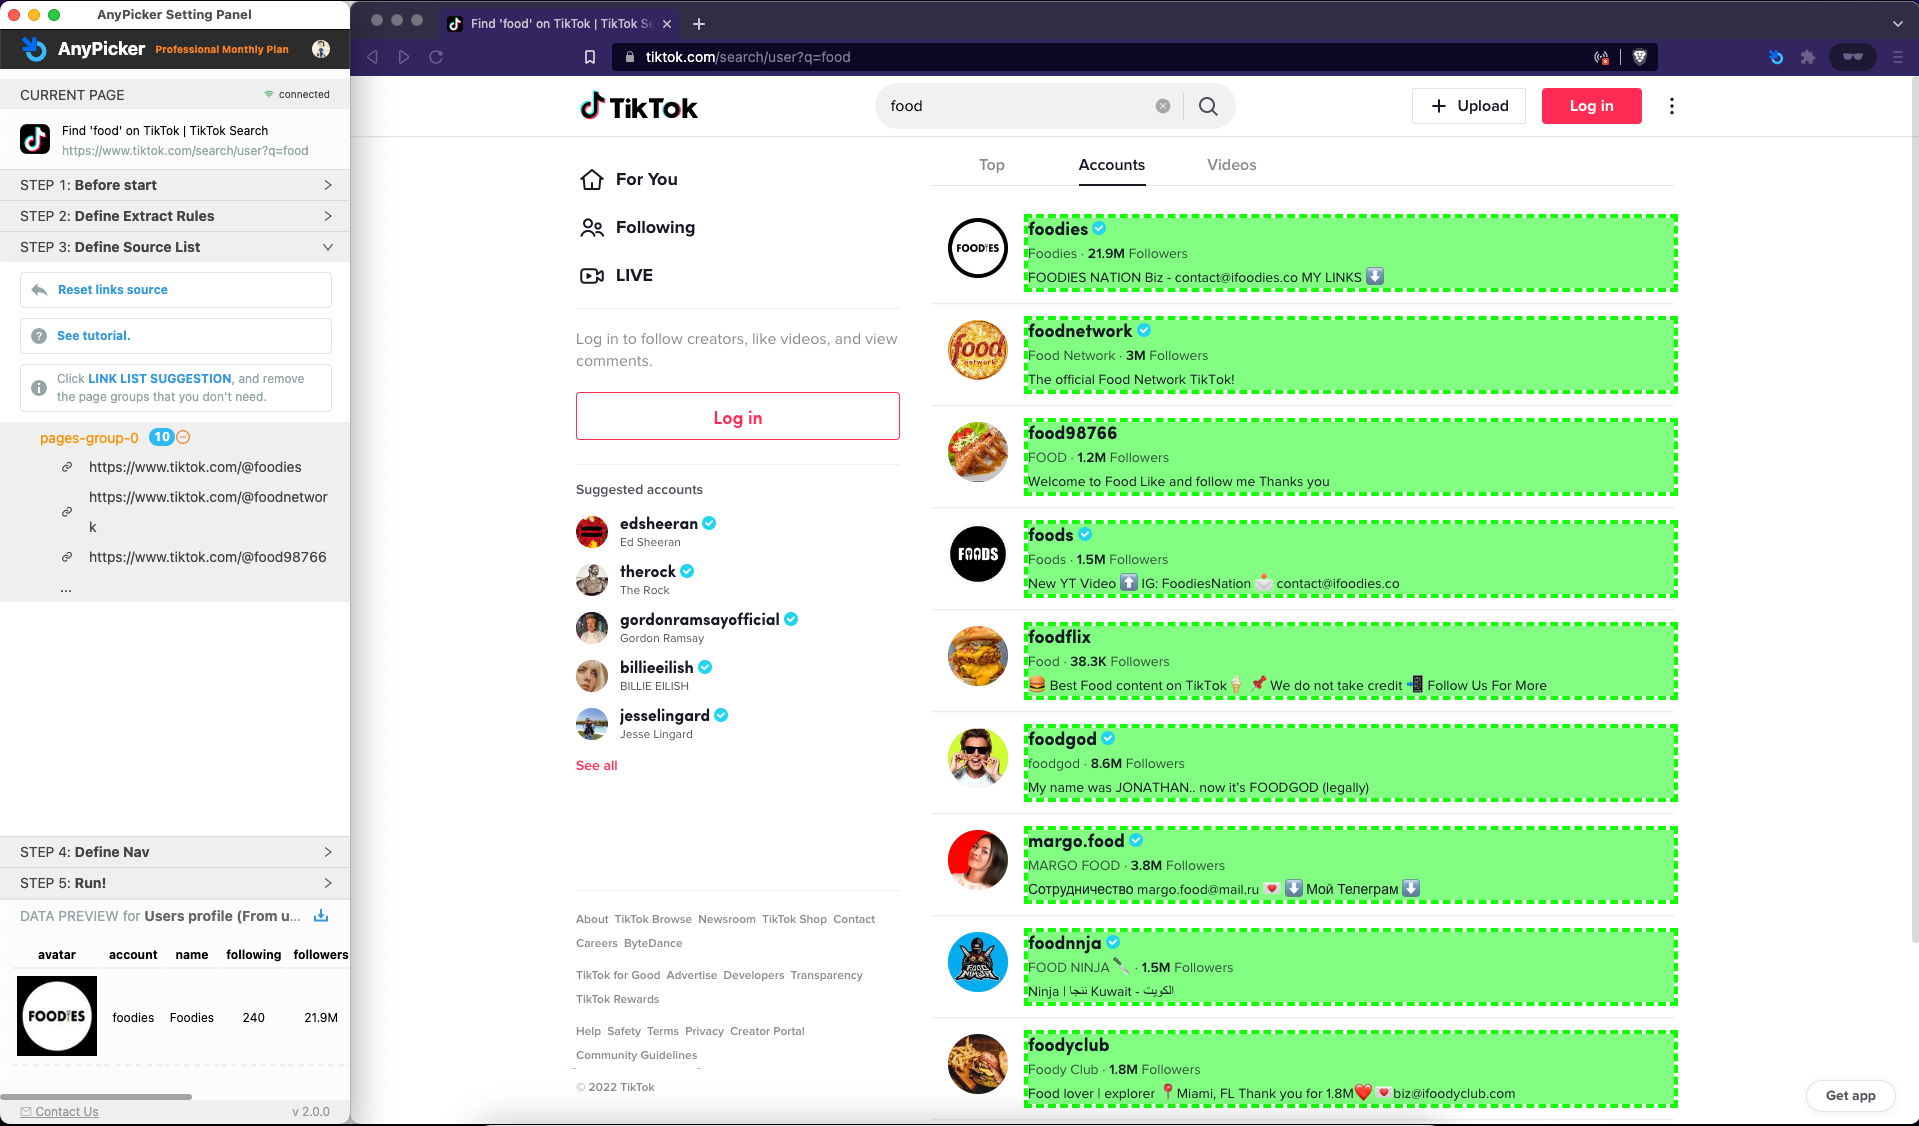 AnyPicker Setting Panel
AnyPicker Professional Monthly Plan
CURRENT PAGE connected
Find 'food' on TikTok | TikTok Search
https://www.tiktok.com/search/user?q=food
STEP 1: Before start
STEP 2: Define Extract Rules
STEP 3: Define Source List
Reset links source
See tutorial.
Click LINK LIST SUGGESTION, and remove
the page groups that you don't need.
pages-group-0 10
https://www.tiktok.com/@foodies
https://www.tiktok.com/@foodnetwor
k
https://www.tiktok.com/@food98766
...
STEP 4: Define Nav
STEP 5: Run!
DATA PREVIEW for Users profile (From u...
avatar account name following followers
FOODIES foodies Foodies 240 21.9M
Contact Us v 2.0.0
Find 'food' on TikTok | TikTok Se
tiktok.com/search/user?q=food
TikTok
food
Upload
Log in
For You
Following
LIVE
Log in to follow creators, like videos, and view
comments.
Log in
Suggested accounts
edsheeran
Ed Sheeran
therock
The Rock
gordonramsayofficial
Gordon Ramsay
billieeilish
BILLIE EILISH
jesselingard
Jesse Lingard
See all
About TikTok Browse Newsroom TikTok Shop Contact
Careers ByteDance
TikTok for Good Advertise Developers Transparency
TikTok Rewards
Help Safety Terms Privacy Creator Portal
Community Guidelines
© 2022 TikTok
Top Accounts Videos
FOODIES
foodies
Foodies · 21.9M Followers
FOODIES NATION Biz - contact@ifoodies.co MY LINKS ⬇️
food
network
foodnetwork
Food Network · 3M Followers
The official Food Network TikTok!
food98766
FOOD · 1.2M Followers
Welcome to Food Like and follow me Thank you
FOODS
foods
Foods · 1.5M Followers
New YT Video ⬆️ IG: FoodiesNation 📩 contact@ifoodies.co
foodflix
Food · 38.3K Followers
🍔 Best Food content on TikTok🍦 📌 We do not take credit 📲 Follow Us For More
foodgod
foodgod · 8.6M Followers
My name was JONATHAN.. now it's FOODGOD (legally)
margo.food
MARGO FOOD · 3.8M Followers
Сотрудничество margo.food@mail.ru 💌 ⬇️ Мой Телеграм ⬇️
FOOD NINJA
foodnnja
FOOD NINJA🔪 · 1.5M Followers
Ninja | ننجا Kuwait - الكويت
foodyclub
Foody Club · 1.8M Followers
Food lover | explorer 📍Miami, FL Thank you for 1.8M❤️ 💌biz@ifoodyclub.com
Get app